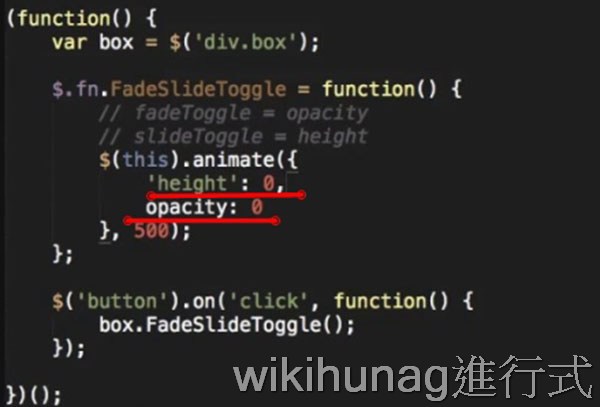 (function() {
var box = $('div.box');
$.fn.FadeSlideToggle = function() {
// fadeToggle = opacity
// slideToggle = height
$(this).animate({
'height': 0,
opacity: 0
}, 500);
};
$('button').on('click', function() {
box.FadeSlideToggle();
});
})();
wikihunag進行式